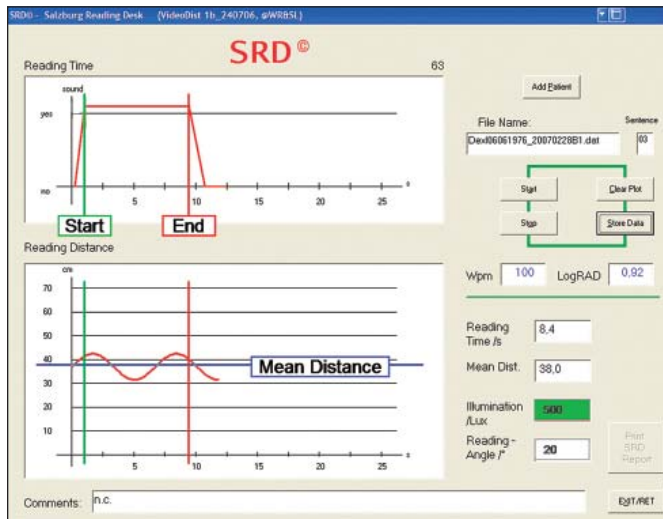 SRD© - Salzburg Reading Desk (VideoDist 1b_240706, @WRBSL)
SRD©
Reading Time
63
sound
yes
no
5 10 15 20 25
s
Start
End
Reading Distance
cm
70
60
50
40
30
20
10
Mean Distance
5 10 15 20 25
s
Add Patient
File Name:
Sentence
Dexl06061976_20070228B1.dat
03
Start
Clear Plot
Stop
Store Data
Wpm 100 LogRAD 0,92
Reading
Time /s
8,4
Mean Dist.
38,0
Illumination
/Lux
500
Reading -
Angle /°
20
Print
SRD
Report
Comments: n.c.
EXIT/RET